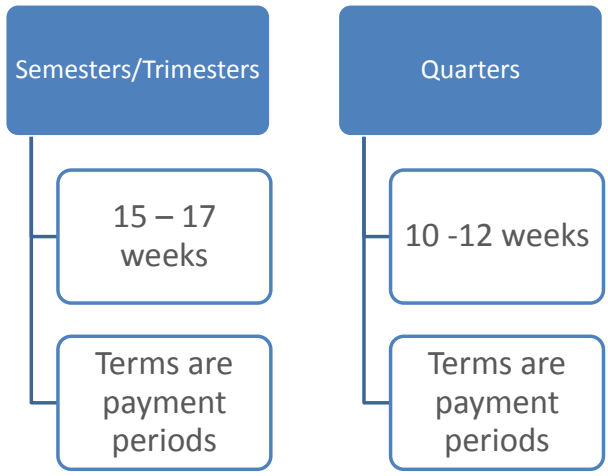 Semesters/Trimesters
15 – 17
weeks
Terms are
payment
periods
Quarters
10 -12 weeks
Terms are
payment
periods